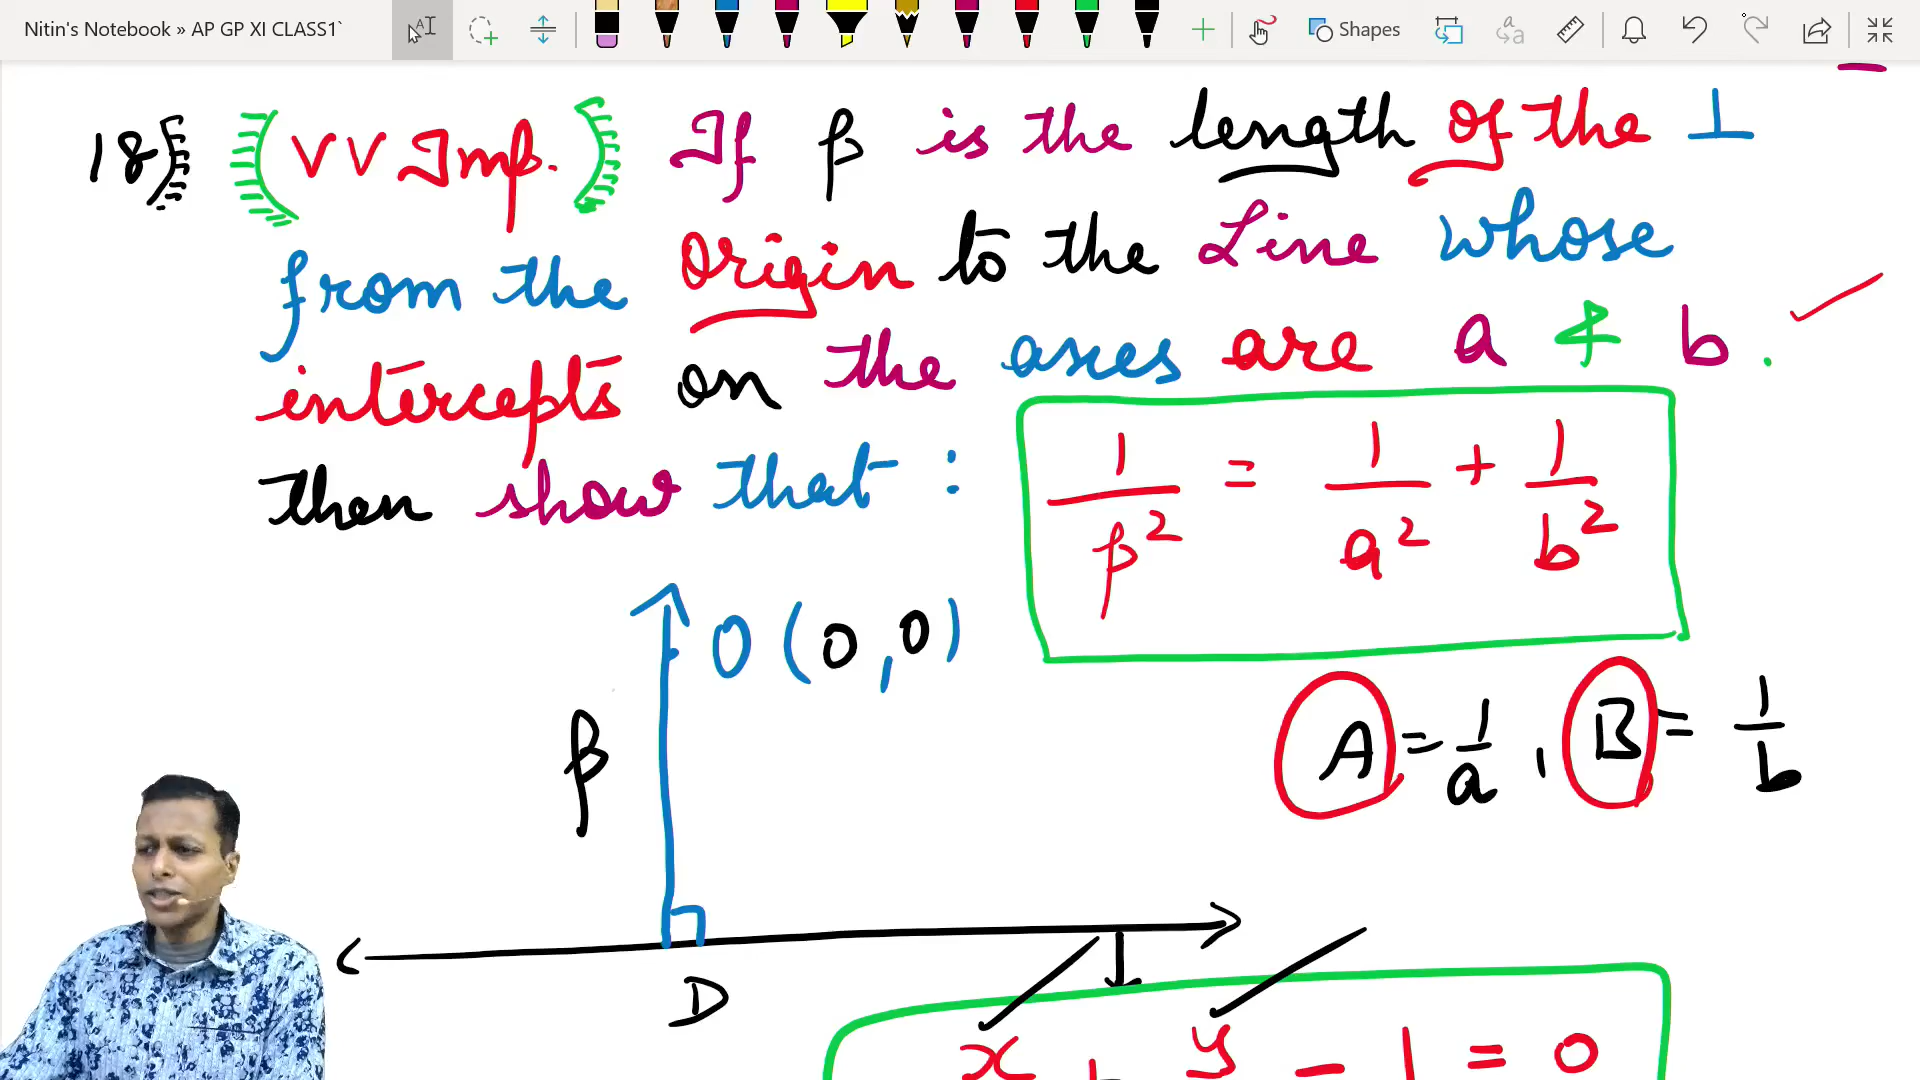 Nitin's Notebook » AP GP XI CLASS1`
Shapes
18) (VV Imp.) If p is the length of the ⊥
from the origin to the Line whose
intercepts on the axes are a & b.
then show that : 1/p² = 1/a² + 1/b²
O (0,0)
p
A = 1/a , B = 1/b
D
x + y - 1 = 0